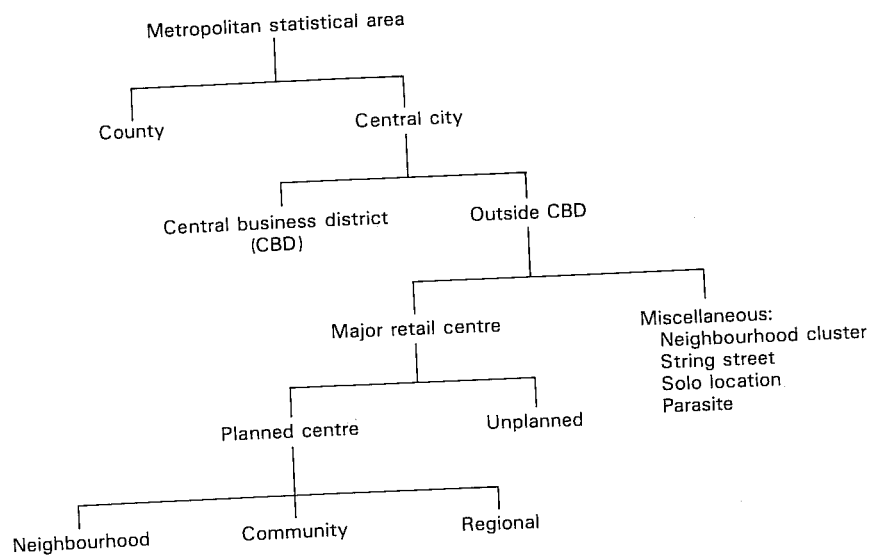 Metropolitan statistical area
County
Central city
Central business district
(CBD)
Outside CBD
Major retail centre
Miscellaneous:
Neighbourhood cluster
String street
Solo location
Parasite
Planned centre
Unplanned
Neighbourhood
Community
Regional